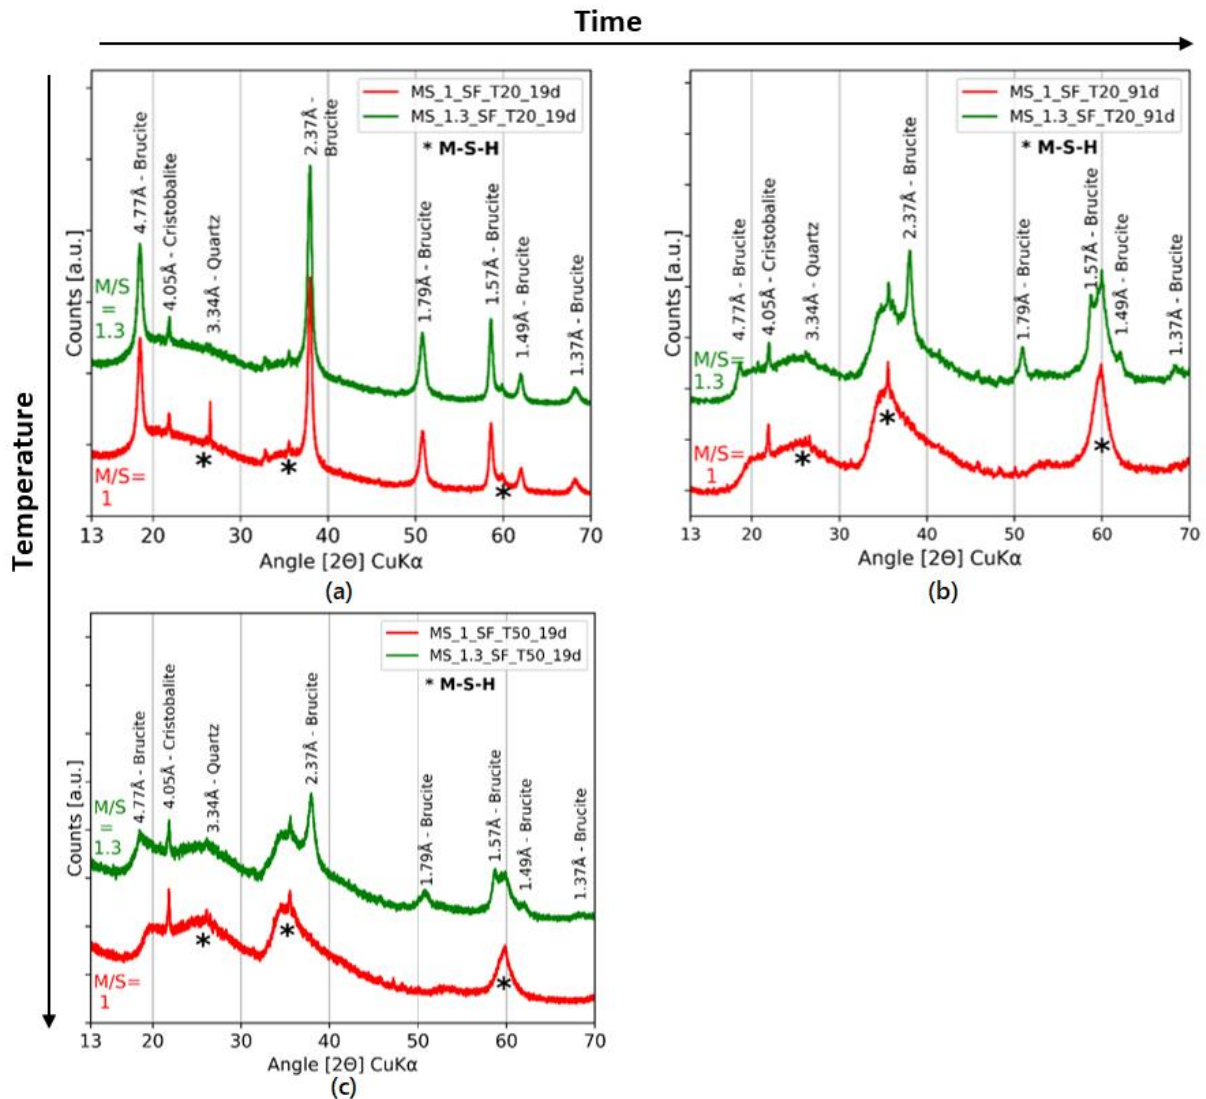 Time
Temperature
MS_1_SF_T20_19d
MS_1.3_SF_T20_19d
* M-S-H
4.77Å - Brucite
4.05Å - Cristobalite
3.34Å - Quartz
2.37Å -
Brucite
1.79Å - Brucite
1.57Å - Brucite
1.49Å - Brucite
1.37Å - Brucite
M/S
=
1.3
M/S=
1
*
*
*
Counts [a.u.]
13 20 30 40 50 60 70
Angle [2Θ] CuKα
(a)
MS_1_SF_T20_91d
MS_1.3_SF_T20_91d
* M-S-H
4.77Å - Brucite
4.05Å - Cristobalite
3.34Å - Quartz
2.37Å - Brucite
1.79Å - Brucite
1.57Å - Brucite
1.49Å - Brucite
1.37Å - Brucite
M/S=
1.3
M/S=
1
*
*
*
Counts [a.u.]
13 20 30 40 50 60 70
Angle [2Θ] CuKα
(b)
MS_1_SF_T50_19d
MS_1.3_SF_T50_19d
* M-S-H
4.77Å - Brucite
4.05Å - Cristobalite
3.34Å - Quartz
2.37Å - Brucite
1.79Å - Brucite
1.57Å - Brucite
1.49Å - Brucite
1.37Å - Brucite
M/S
=
1.3
M/S=
1
*
*
*
Counts [a.u.]
13 20 30 40 50 60 70
Angle [2Θ] CuKα
(c)